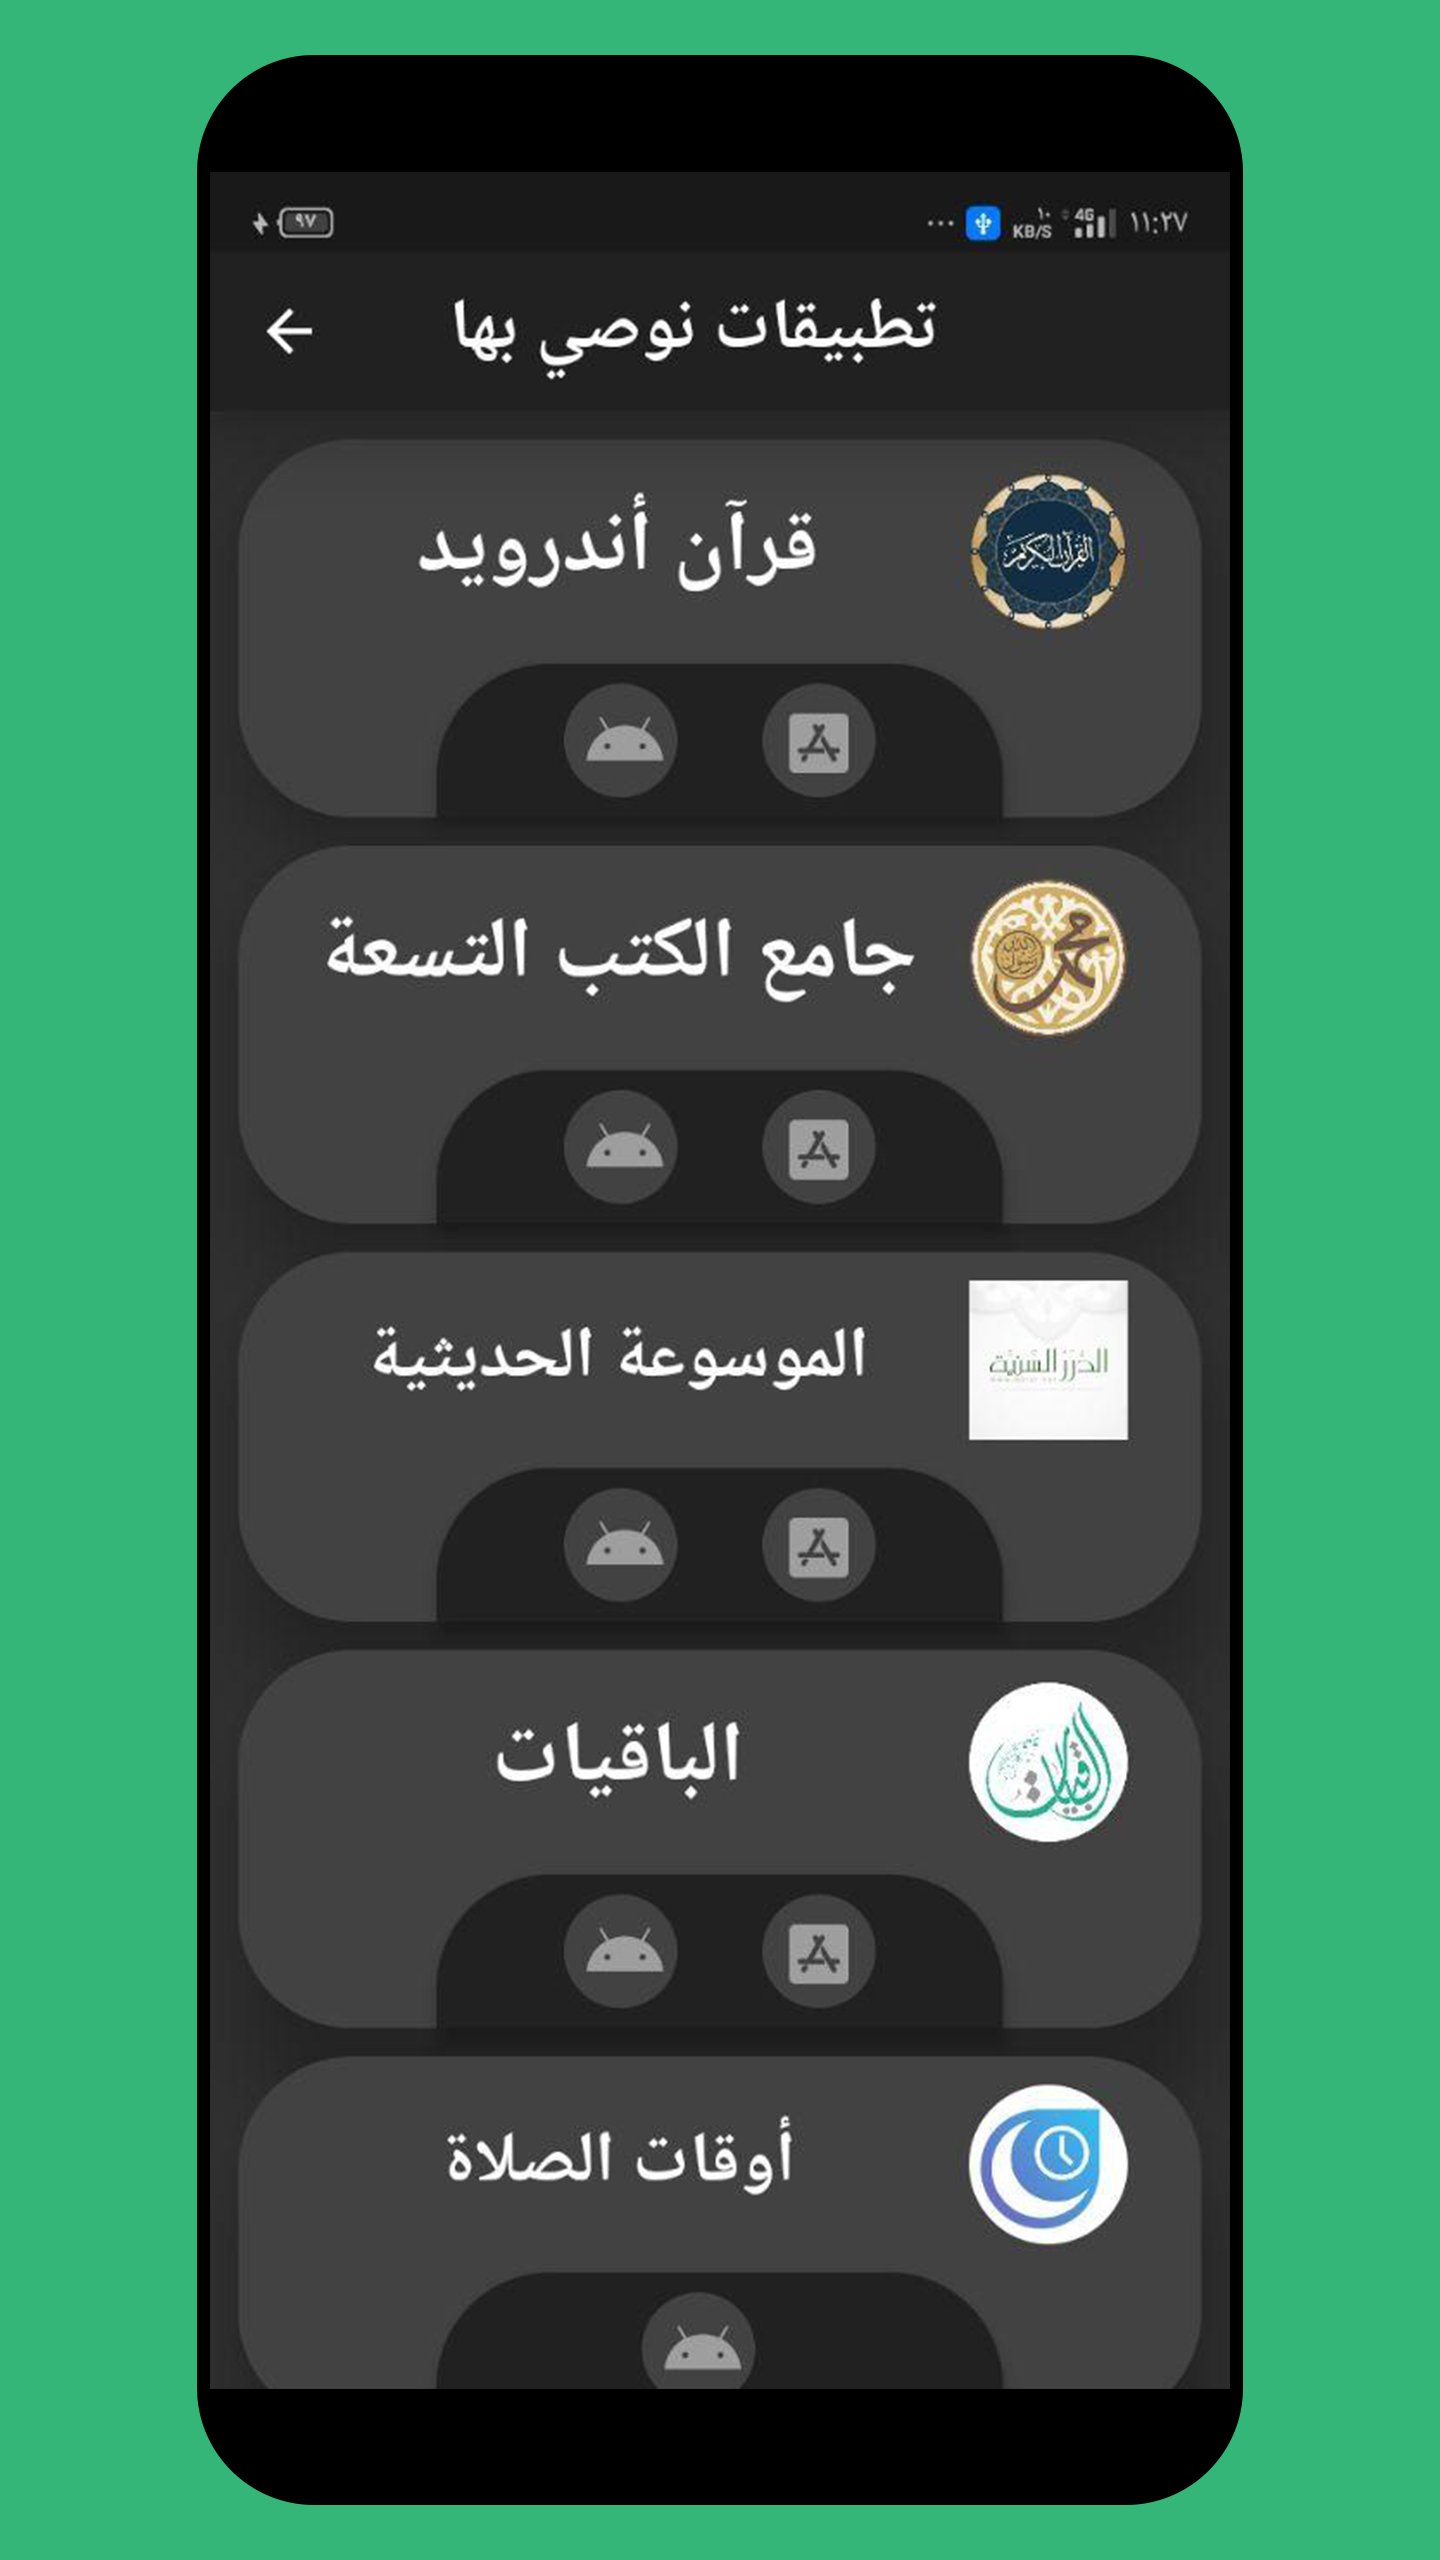 ١١:٢٧ 4G ١٠ KB/S ... ٩٧
تطبيقات نوصي بها
القرآن الكريم
قرآن أندرويد
محمد رسول الله
جامع الكتب التسعة
الدرر السنية
الموسوعة الحديثية
الباقيات
الباقيات
أوقات الصلاة